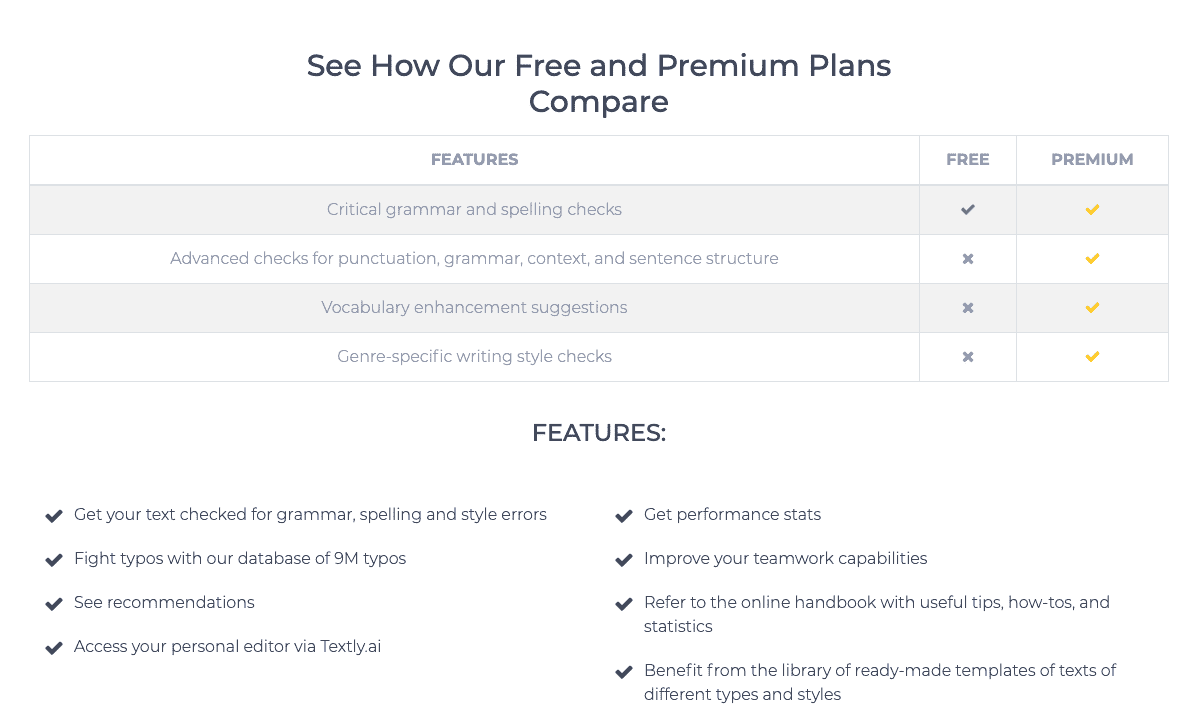 See How Our Free and Premium Plans
Compare
FEATURES FREE PREMIUM
Critical grammar and spelling checks
Advanced checks for punctuation, grammar, context, and sentence structure
Vocabulary enhancement suggestions
Genre-specific writing style checks
FEATURES:
Get your text checked for grammar, spelling and style errors
Fight typos with our database of 9M typos
See recommendations
Access your personal editor via Textly.ai
Get performance stats
Improve your teamwork capabilities
Refer to the online handbook with useful tips, how-tos, and
statistics
Benefit from the library of ready-made templates of texts of
different types and styles